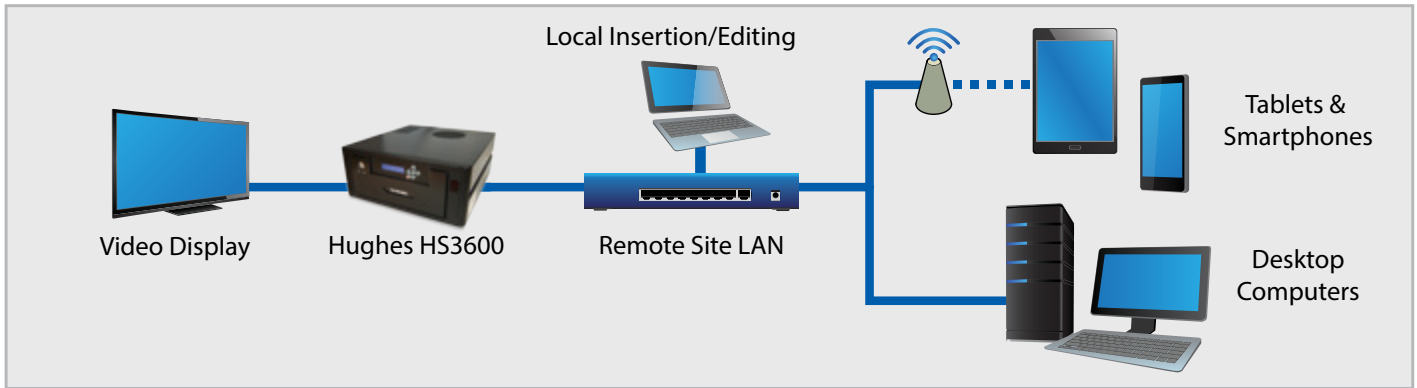 Local Insertion/Editing
Tablets &
Smartphones
Video Display
Hughes HS3600
Remote Site LAN
Desktop
Computers